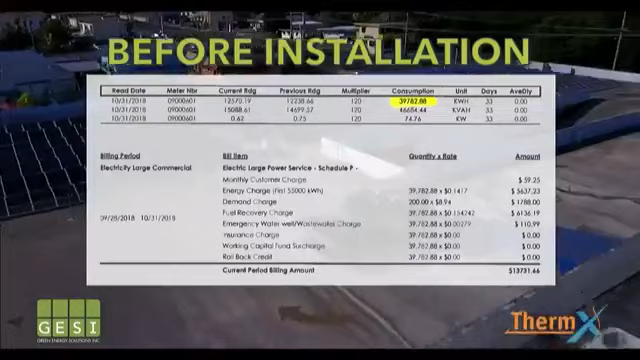 BEFORE INSTALLATION
Read Date Meter Nbr Current Rdg Previous Rdg Multiplier Consumption Unit Days AveDly
10/31/2018 09000601 12570.19 12238.66 120 39782.88 KWH 33 0.00
10/31/2018 09000601 15088.61 14699.57 120 46684.44 KVAH 33 0.00
10/31/2018 09000601 0.62 0.75 120 74.76 KW 33 0.00
Billing Period Bill Item Quantity x Rate Amount
Electricity Large Commercial Electric Large Power Service - Schedule P -
Monthly Customer Charge $ 59.25
Energy Charge (First 55000 kWh) 39,782.88 x $0.1417 $ 5637.23
Demand Charge 200.00 x $8.94 $ 1788.00
Fuel Recovery Charge 39,782.88 x $0.154242 $ 6136.19
09/28/2018 10/31/2018 Emergency Water well/Wastewater Charge 39,782.88 x $0.00279 $ 110.99
Insurance Charge 39,782.88 x $0.00 $ 0.00
Working Capital Fund Surcharge 39,782.88 x $0.00 $ 0.00
Rail Back Credit 39,782.88 x $0.00 $ 0.00
Current Period Billing Amount $13731.66
GESI
GREEN ENERGY SOLUTIONS INC
ThermX